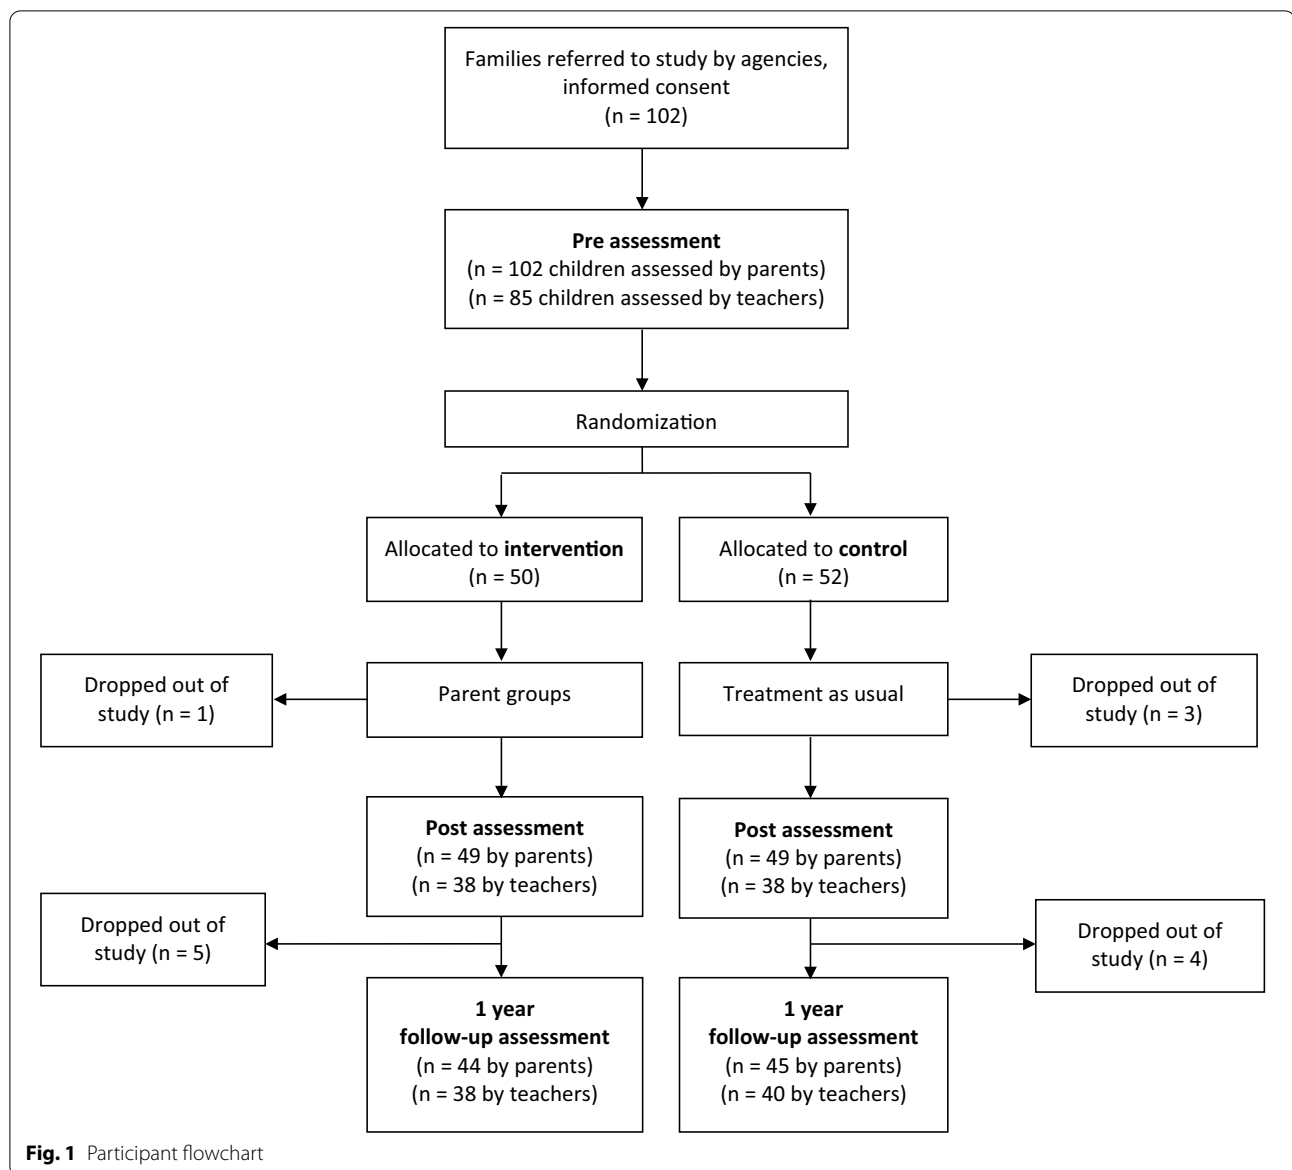 Families referred to study by agencies,
informed consent
(n = 102)
Pre assessment
(n = 102 children assessed by parents)
(n = 85 children assessed by teachers)
Randomization
Allocated to intervention
(n = 50)
Allocated to control
(n = 52)
Dropped out of
study (n = 1)
Parent groups
Treatment as usual
Dropped out of
study (n = 3)
Post assessment
(n = 49 by parents)
(n = 38 by teachers)
Post assessment
(n = 49 by parents)
(n = 38 by teachers)
Dropped out of
study (n = 5)
Dropped out of
study (n = 4)
1 year
follow-up assessment
(n = 44 by parents)
(n = 38 by teachers)
1 year
follow-up assessment
(n = 45 by parents)
(n = 40 by teachers)
Fig. 1 Participant flowchart